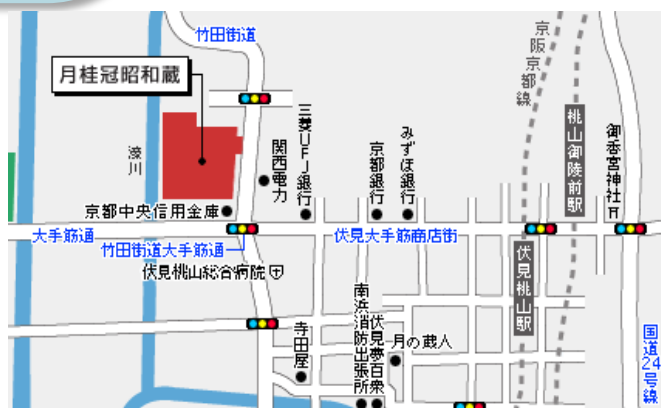 竹田街道
月桂冠昭和蔵
京阪京都線
桃山御陵前駅
御香宮神社
三菱UFJ銀行
みずほ銀行
京都銀行
関西電力
濠川
京都中央信用金庫
大手筋通
竹田街道大手筋通
伏見大手筋商店街
伏見桃山総合病院
伏見桃山駅
南浜消防出張所
伏見夢百衆
月の蔵人
寺田屋
国道24号線